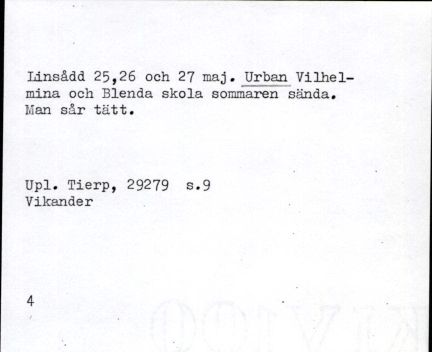 Linsådd 25,26 och 27 maj. Urban Vilhel-
mina och Blenda skola sommaren sända.
Man sår tätt.
Upl. Tierp, 29279 s.9
Vikander
4